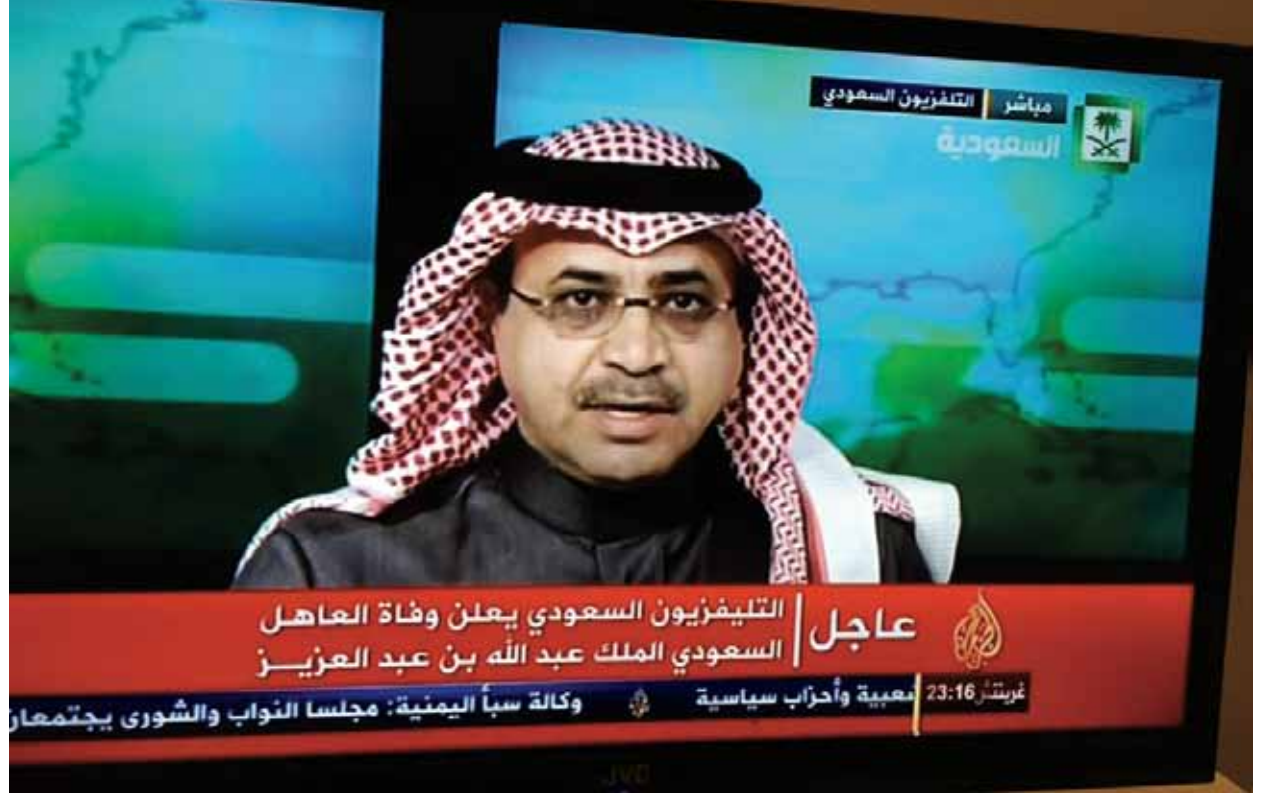 مباشر التلفزيون السعودي
السعودية
عاجل
التليفزيون السعودي يعلن وفاة العاهل
السعودي الملك عبد الله بن عبد العزيز
غرينتش 23:16
شعبية وأحزاب سياسية وكالة سبأ اليمنية: مجلسا النواب والشورى يجتمعان
JVC